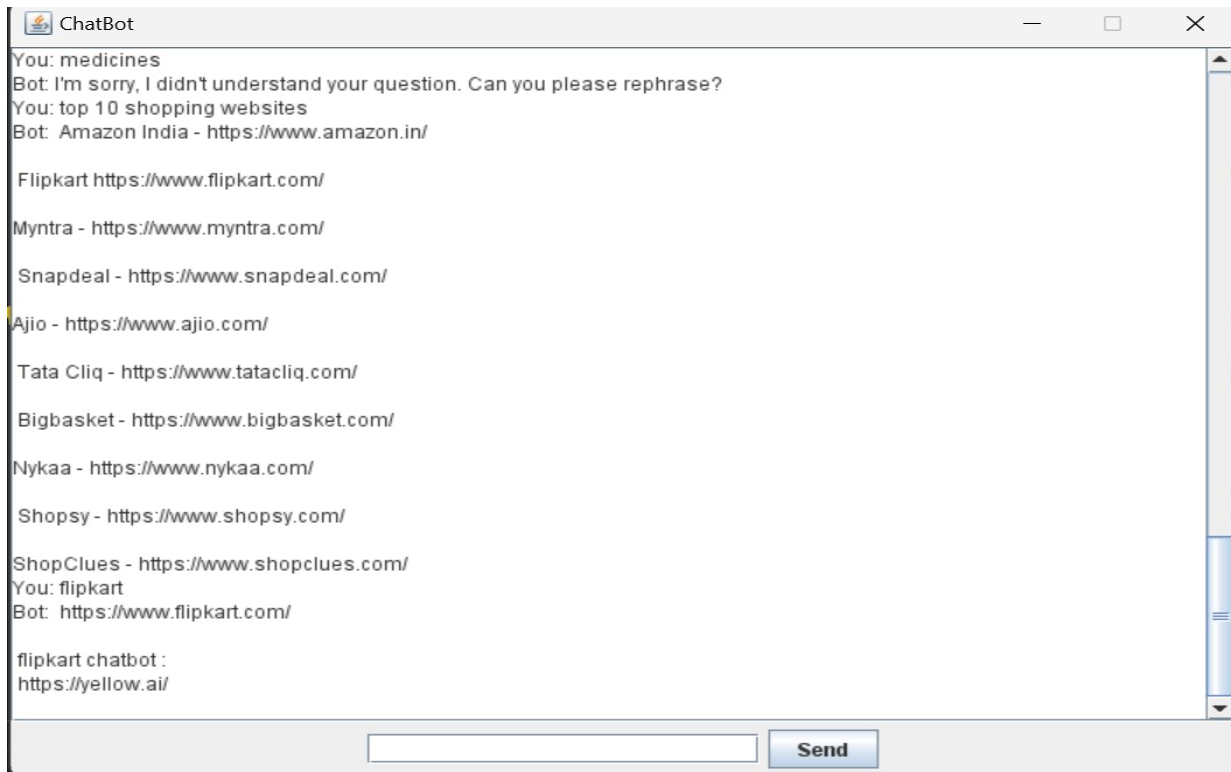 ChatBot
You: medicines
Bot: I'm sorry, I didn't understand your question. Can you please rephrase?
You: top 10 shopping websites
Bot:  Amazon India - https://www.amazon.in/
Flipkart https://www.flipkart.com/
Myntra - https://www.myntra.com/
Snapdeal - https://www.snapdeal.com/
Ajio - https://www.ajio.com/
Tata Cliq - https://www.tatacliq.com/
Bigbasket - https://www.bigbasket.com/
Nykaa - https://www.nykaa.com/
Shopsy - https://www.shopsy.com/
ShopClues - https://www.shopclues.com/
You: flipkart
Bot:  https://www.flipkart.com/
flipkart chatbot :
https://yellow.ai/
Send